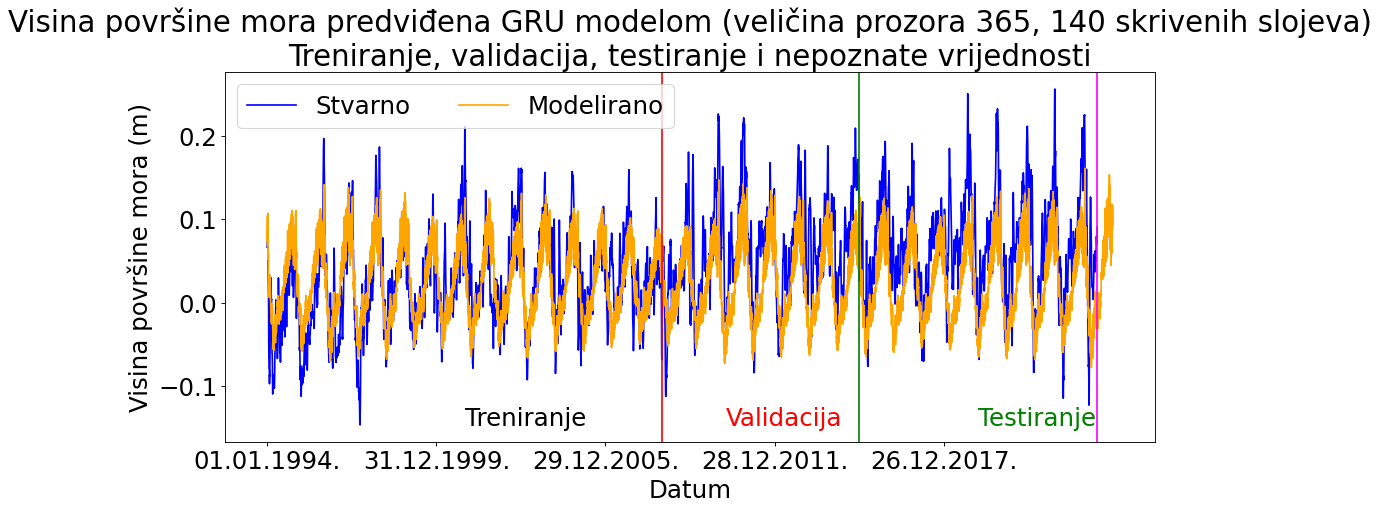 Visina površine mora predviđena GRU modelom (veličina prozora 365, 140 skrivenih slojeva)
Treniranje, validacija, testiranje i nepoznate vrijednosti
Stvarno Modelirano
Visina površine mora (m)
0.2
0.1
0.0
−0.1
Treniranje Validacija Testiranje
01.01.1994. 31.12.1999. 29.12.2005. 28.12.2011. 26.12.2017.
Datum